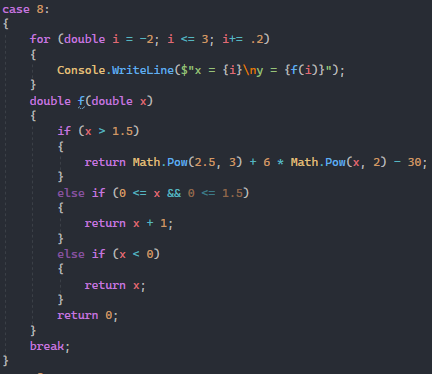 case 8:
{
for (double i = -2; i <= 3; i+= .2)
{
Console.WriteLine($"x = {i}\ny = {f(i)}");
}
double f(double x)
{
if (x > 1.5)
{
return Math.Pow(2.5, 3) + 6 * Math.Pow(x, 2) - 30;
}
else if (0 <= x && 0 <= 1.5)
{
return x + 1;
}
else if (x < 0)
{
return x;
}
return 0;
}
break;
}